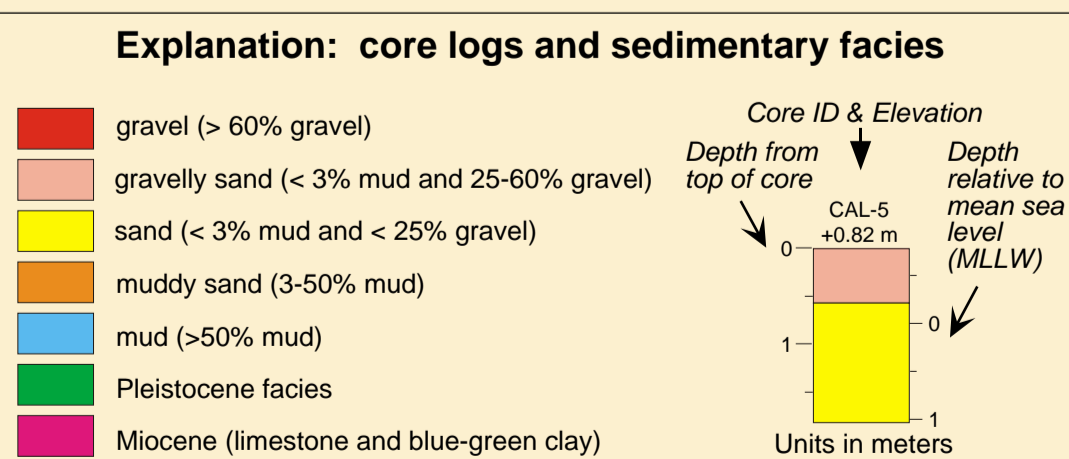 Explanation: core logs and sedimentary facies
gravel (> 60% gravel)
gravelly sand (< 3% mud and 25-60% gravel)
sand (< 3% mud and < 25% gravel)
muddy sand (3-50% mud)
mud (>50% mud)
Pleistocene facies
Miocene (limestone and blue-green clay)
Core ID & Elevation
Depth from
top of core
Depth
relative to
mean sea
level
(MLLW)
CAL-5
+0.82 m
0
1
0
1
Units in meters